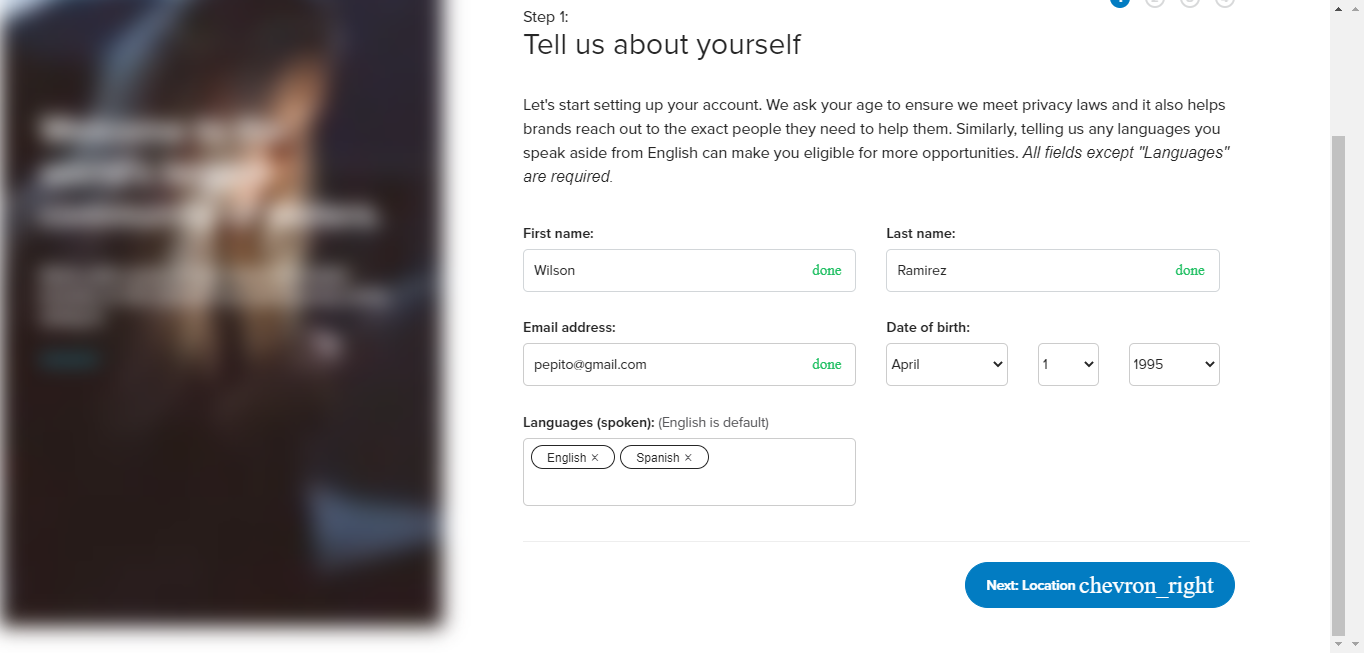 Step 1:
Tell us about yourself
Let's start setting up your account. We ask your age to ensure we meet privacy laws and it also helps
brands reach out to the exact people they need to help them. Similarly, telling us any languages you
speak aside from English can make you eligible for more opportunities. All fields except "Languages"
are required.
First name: Last name:
Wilson done Ramirez done
Email address: Date of birth:
pepito@gmail.com done April 1 1995
Languages (spoken): (English is default)
English × Spanish ×
Next: Location chevron_right